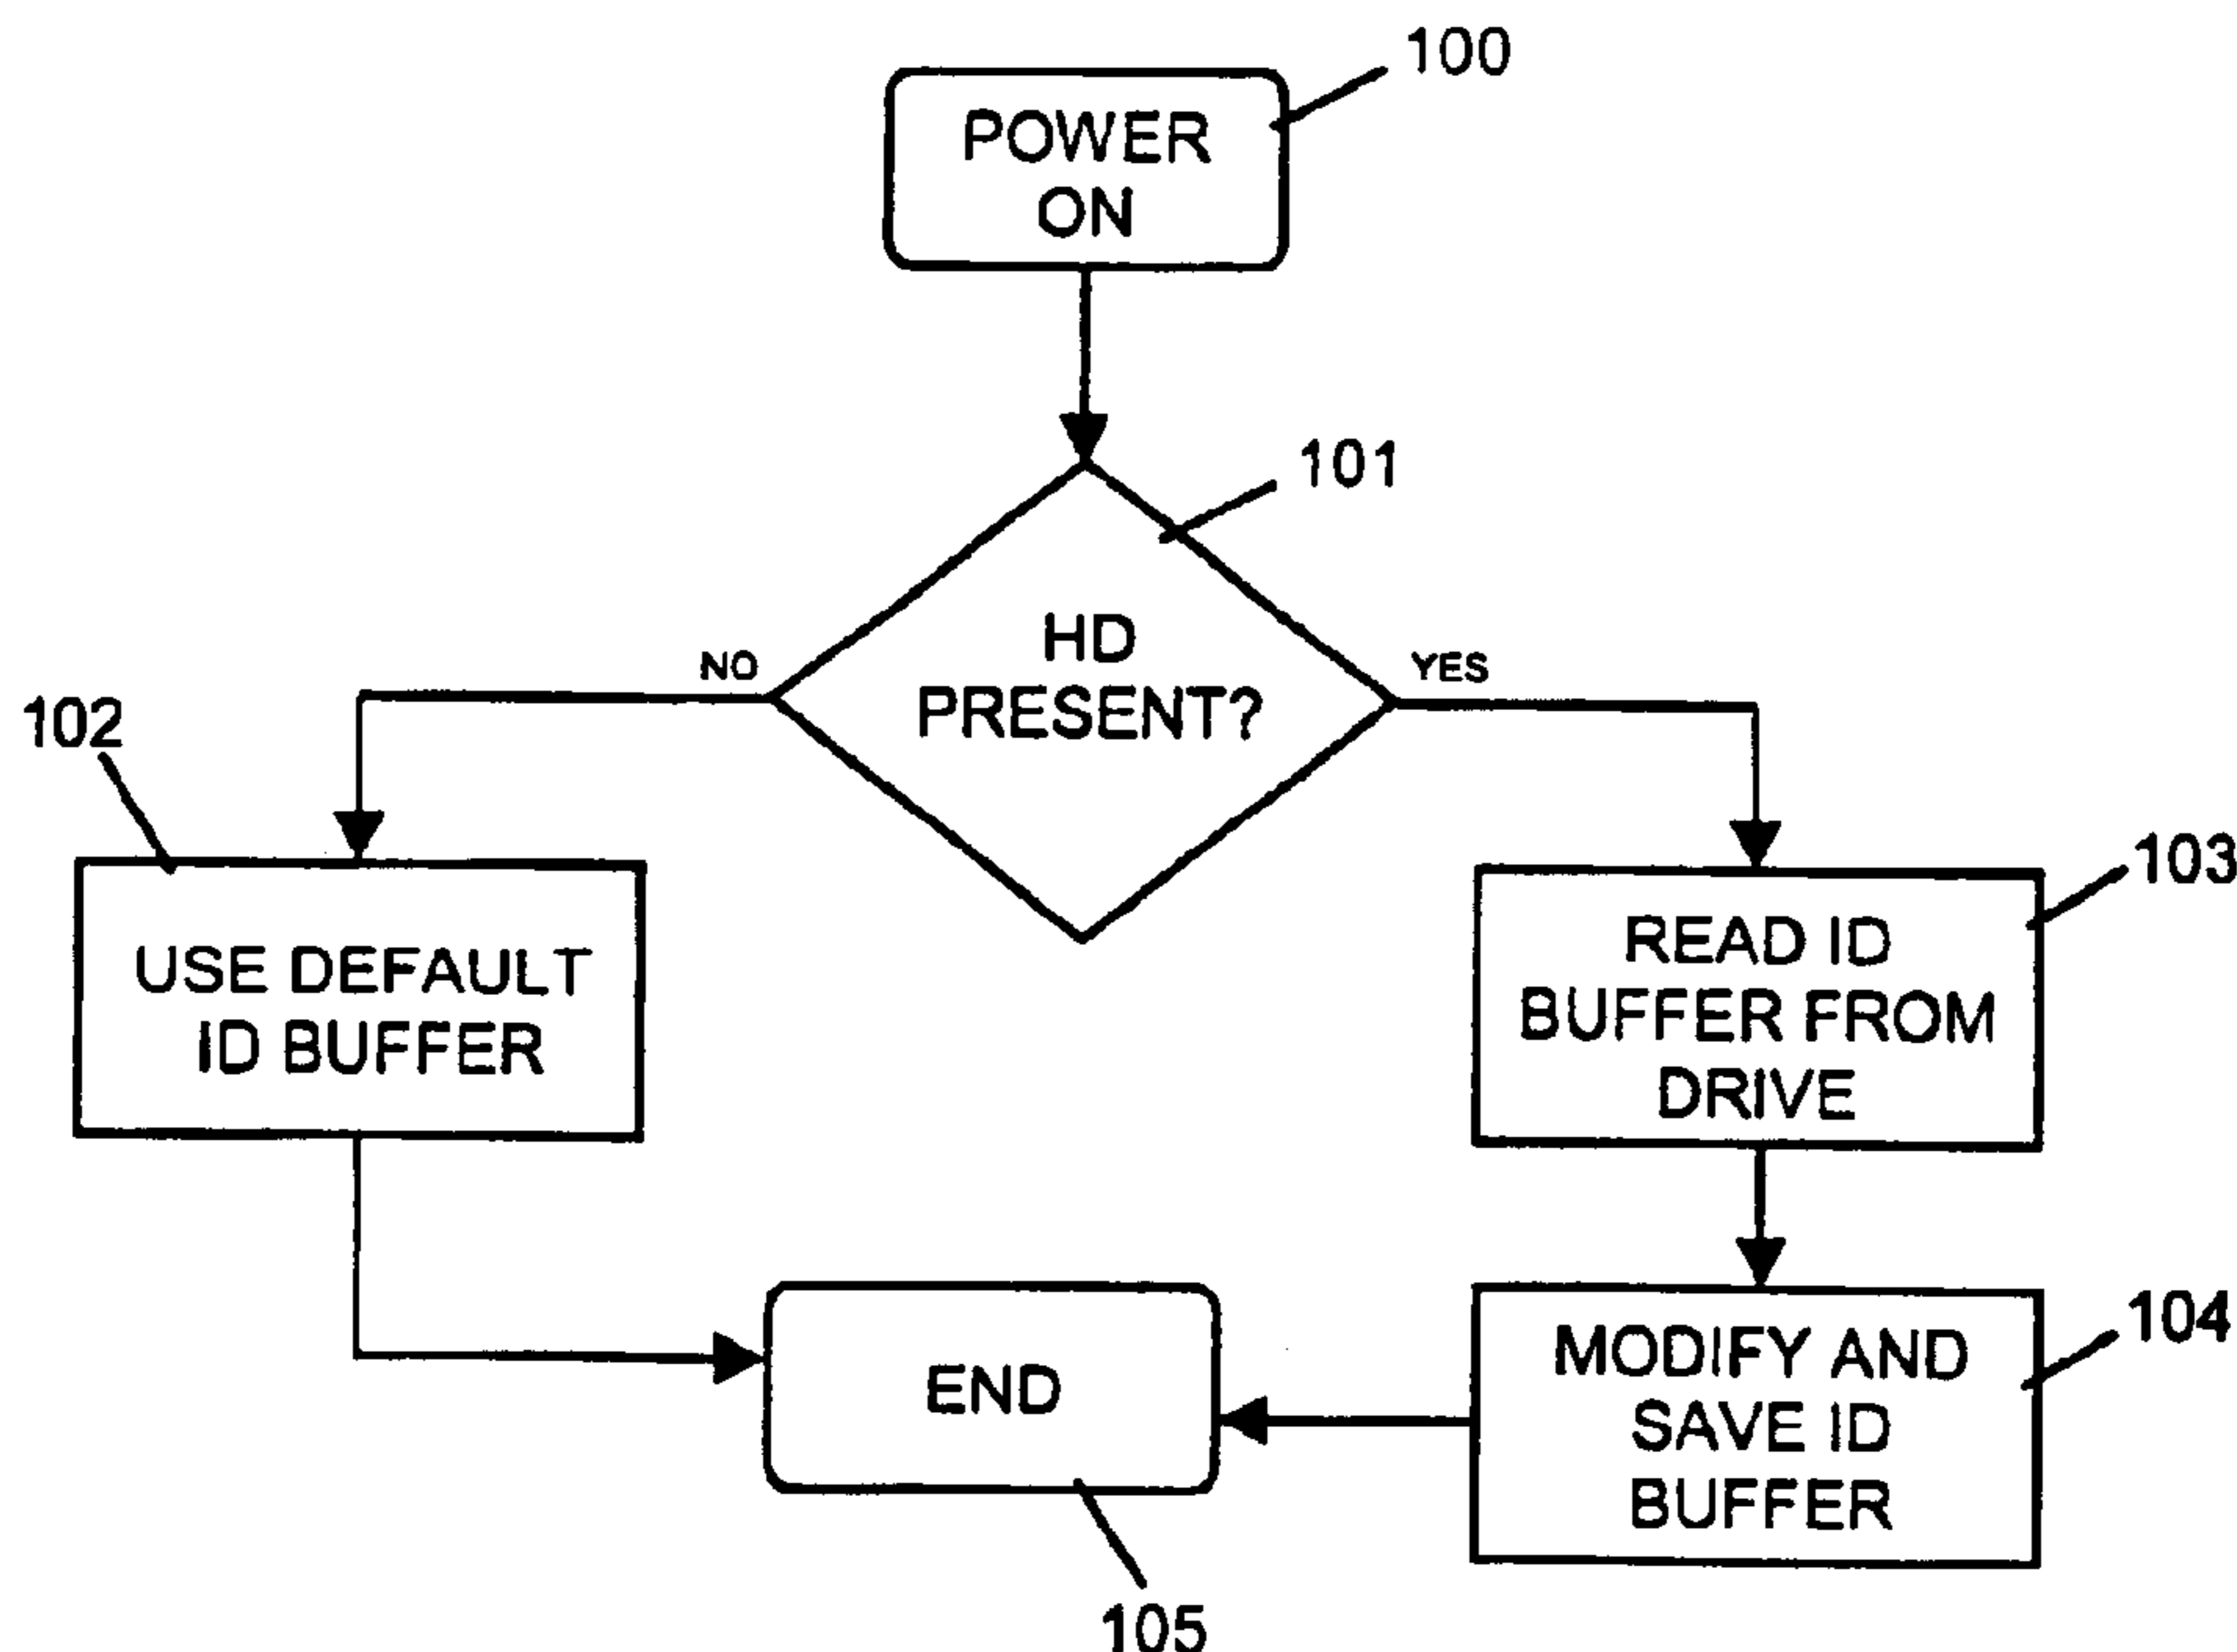 100
POWER
ON
101
HD
PRESENT?
NO
YES
102
USE DEFAULT
ID BUFFER
103
READ ID
BUFFER FROM
DRIVE
104
MODIFY AND
SAVE ID
BUFFER
END
105